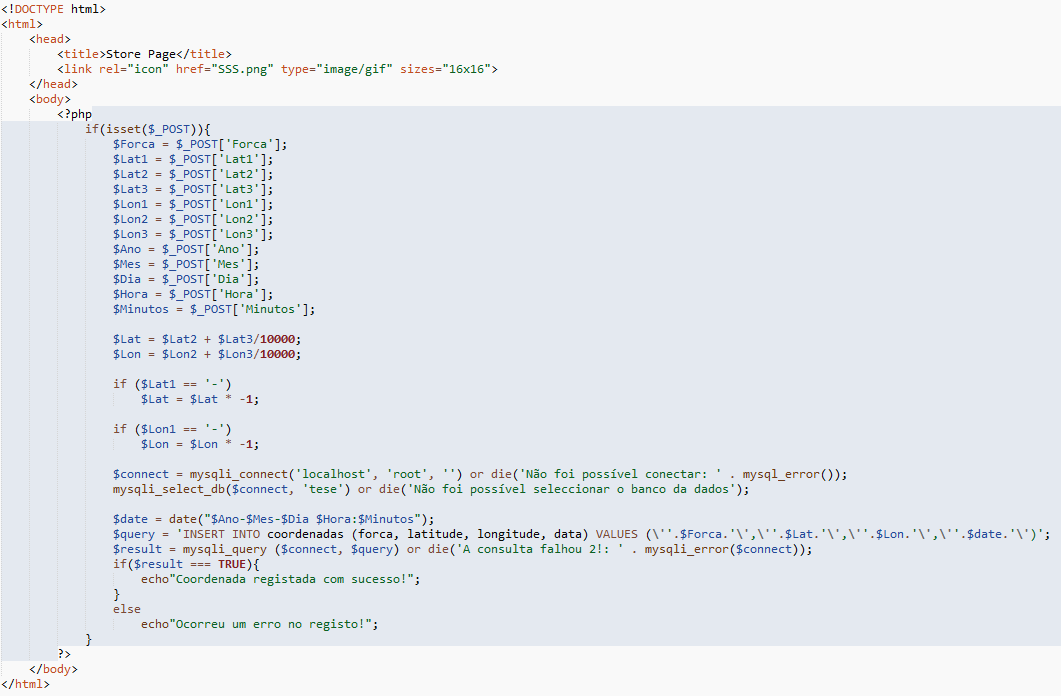 <!DOCTYPE html>
<html>
<head>
<title>Store Page</title>
<link rel="icon" href="SSS.png" type="image/gif" sizes="16x16">
</head>
<body>
<?php
if(isset($_POST)){
$Forca = $_POST['Forca'];
$Lat1 = $_POST['Lat1'];
$Lat2 = $_POST['Lat2'];
$Lat3 = $_POST['Lat3'];
$Lon1 = $_POST['Lon1'];
$Lon2 = $_POST['Lon2'];
$Lon3 = $_POST['Lon3'];
$Ano = $_POST['Ano'];
$Mes = $_POST['Mes'];
$Dia = $_POST['Dia'];
$Hora = $_POST['Hora'];
$Minutos = $_POST['Minutos'];
$Lat = $Lat2 + $Lat3/10000;
$Lon = $Lon2 + $Lon3/10000;
if ($Lat1 == '-')
$Lat = $Lat * -1;
if ($Lon1 == '-')
$Lon = $Lon * -1;
$connect = mysqli_connect('localhost', 'root', '') or die('Não foi possível conectar: ' . mysql_error());
mysqli_select_db($connect, 'tese') or die('Não foi possível seleccionar o banco da dados');
$date = date("$Ano-$Mes-$Dia $Hora:$Minutos");
$query = 'INSERT INTO coordenadas (forca, latitude, longitude, data) VALUES (\''.$Forca.'\',\''.$Lat.'\',\''.$Lon.'\',\''.$date.'\')';
$result = mysqli_query ($connect, $query) or die('A consulta falhou 2!: ' . mysqli_error($connect));
if($result === TRUE){
echo"Coordenada registada com sucesso!";
}
else
echo"Ocorreu um erro no registo!";
}
?>
</body>
</html>